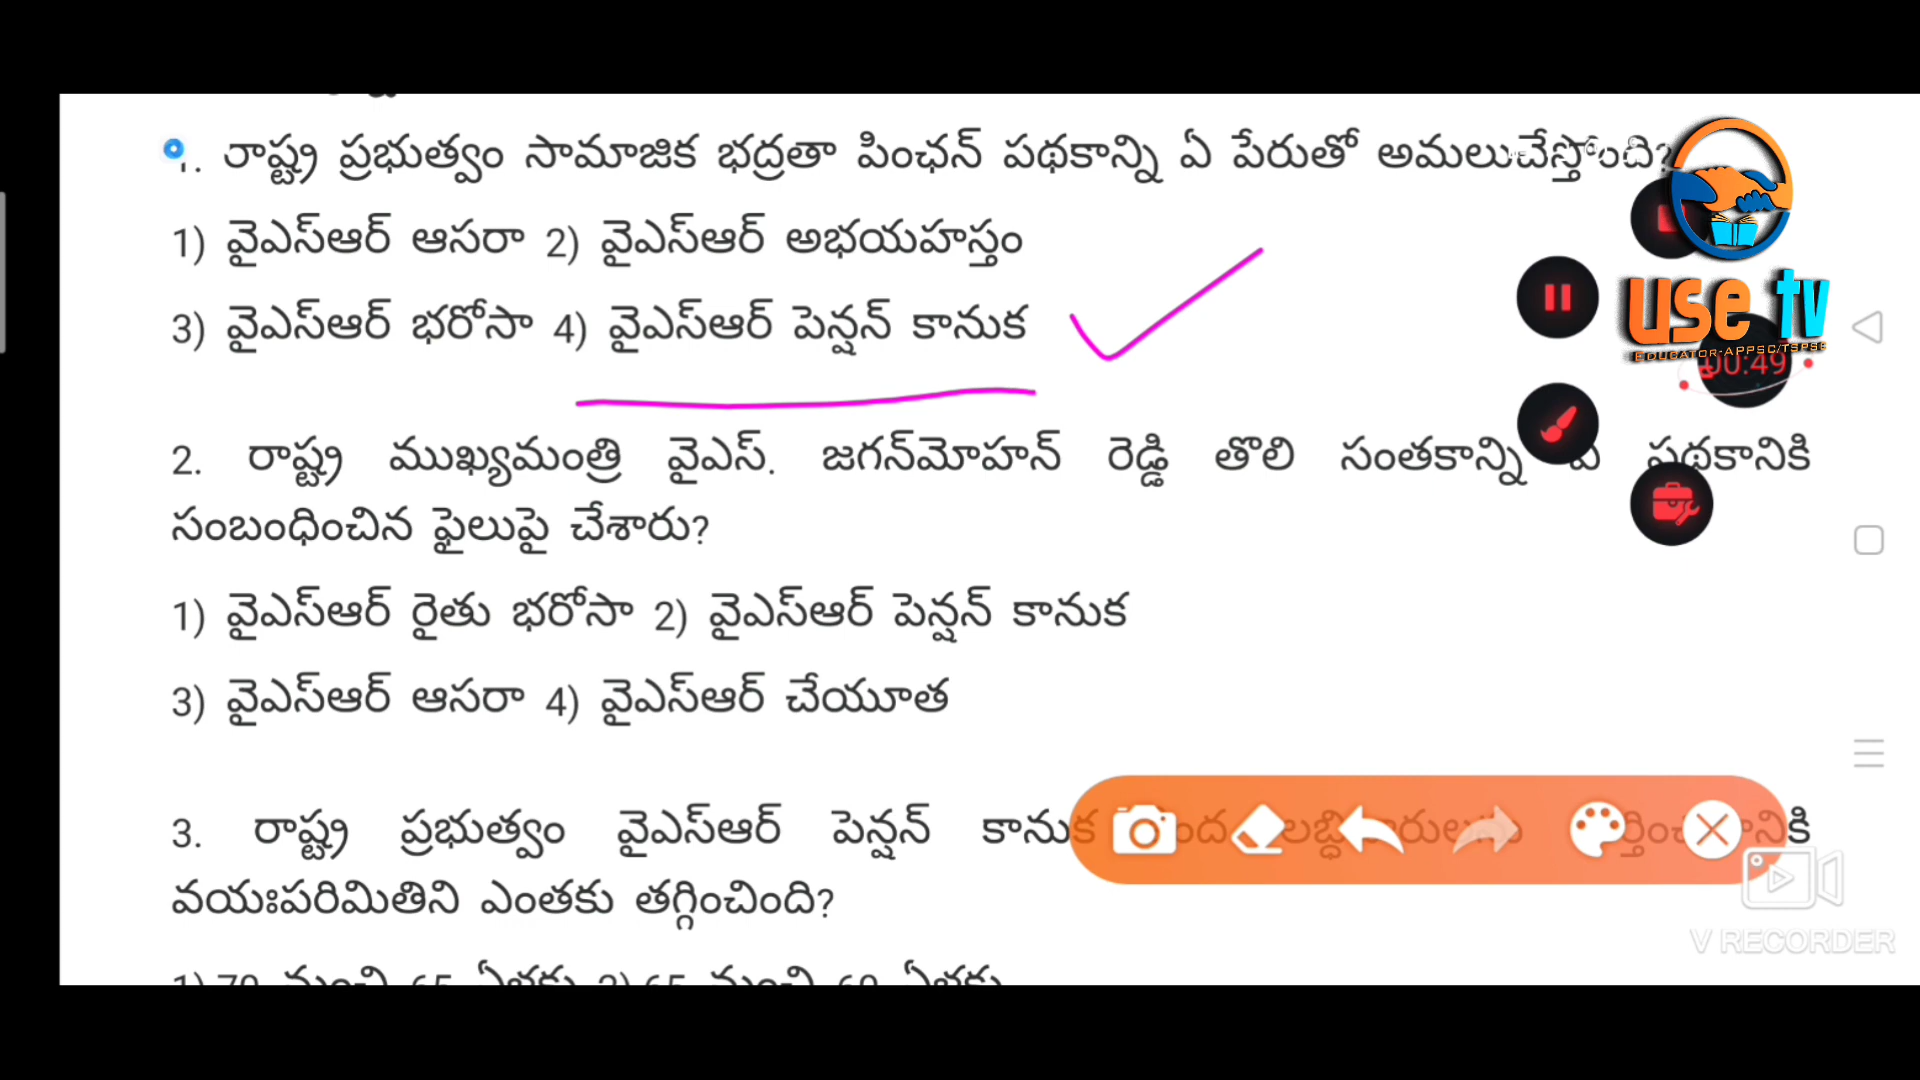 1. రాష్ట్ర ప్రభుత్వం సామాజిక భద్రతా పింఛన్ పథకాన్ని ఏ పేరుతో అమలుచేస్తోంది?
1) వైఎస్ఆర్ ఆసరా 2) వైఎస్ఆర్ అభయహస్తం
3) వైఎస్ఆర్ భరోసా 4) వైఎస్ఆర్ పెన్షన్ కానుక
use tv
EDUCATOR-APPSC/TSPSC
00:49
2. రాష్ట్ర ముఖ్యమంత్రి వైఎస్. జగన్‌మోహన్ రెడ్డి తొలి సంతకాన్ని ఏ పథకానికి
సంబంధించిన ఫైలుపై చేశారు?
1) వైఎస్ఆర్ రైతు భరోసా 2) వైఎస్ఆర్ పెన్షన్ కానుక
3) వైఎస్ఆర్ ఆసరా 4) వైఎస్ఆర్ చేయూత
3. రాష్ట్ర ప్రభుత్వం వైఎస్ఆర్ పెన్షన్ కానుక
వయఃపరిమితిని ఎంతకు తగ్గించింది?
V RECORDER